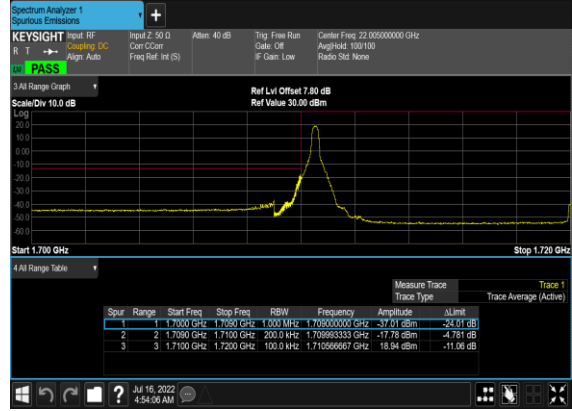 Spectrum Analyzer 1
Spurious Emissions
KEYSIGHT
R T
PASS
Input: RF
Coupling: DC
Align: Auto
Input Z: 50 Ω
Corr CCorr
Freq Ref: Int (S)
Atten: 40 dB
Trig: Free Run
Gate: Off
IF Gain: Low
Center Freq: 22.005000000 GHz
Avg|Hold: 100/100
Radio Std: None
3 All Range Graph
Scale/Div 10.0 dB
Ref Lvl Offset 7.80 dB
Ref Value 30.00 dBm
Log
20.0
10.0
0.00
-10.0
-20.0
-30.0
-40.0
-50.0
-60.0
Start 1.700 GHz
Stop 1.720 GHz
4 All Range Table
Measure Trace Trace 1
Trace Type Trace Average (Active)
Spur Range Start Freq Stop Freq RBW Frequency Amplitude ΔLimit
1 1 1.7000 GHz 1.7090 GHz 1.000 MHz 1.709000000 GHz -37.01 dBm -24.01 dB
2 2 1.7090 GHz 1.7100 GHz 200.0 kHz 1.709993333 GHz -17.78 dBm -4.781 dB
3 3 1.7100 GHz 1.7200 GHz 100.0 kHz 1.710566667 GHz 18.94 dBm -11.06 dB
Jul 16, 2022
4:54:06 AM